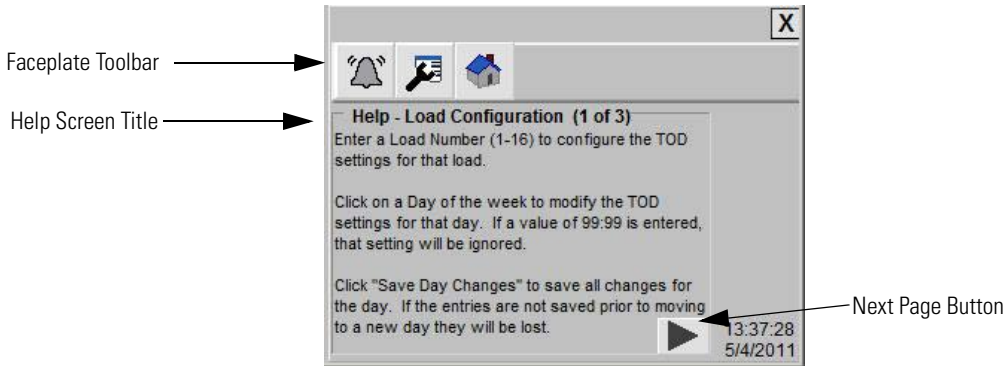 X
Faceplate Toolbar
Help Screen Title
Help - Load Configuration (1 of 3)
Enter a Load Number (1-16) to configure the TOD
settings for that load.
Click on a Day of the week to modify the TOD
settings for that day. If a value of 99:99 is entered,
that setting will be ignored.
Click "Save Day Changes" to save all changes for
the day. If the entries are not saved prior to moving
to a new day they will be lost.
Next Page Button
13:37:28
5/4/2011